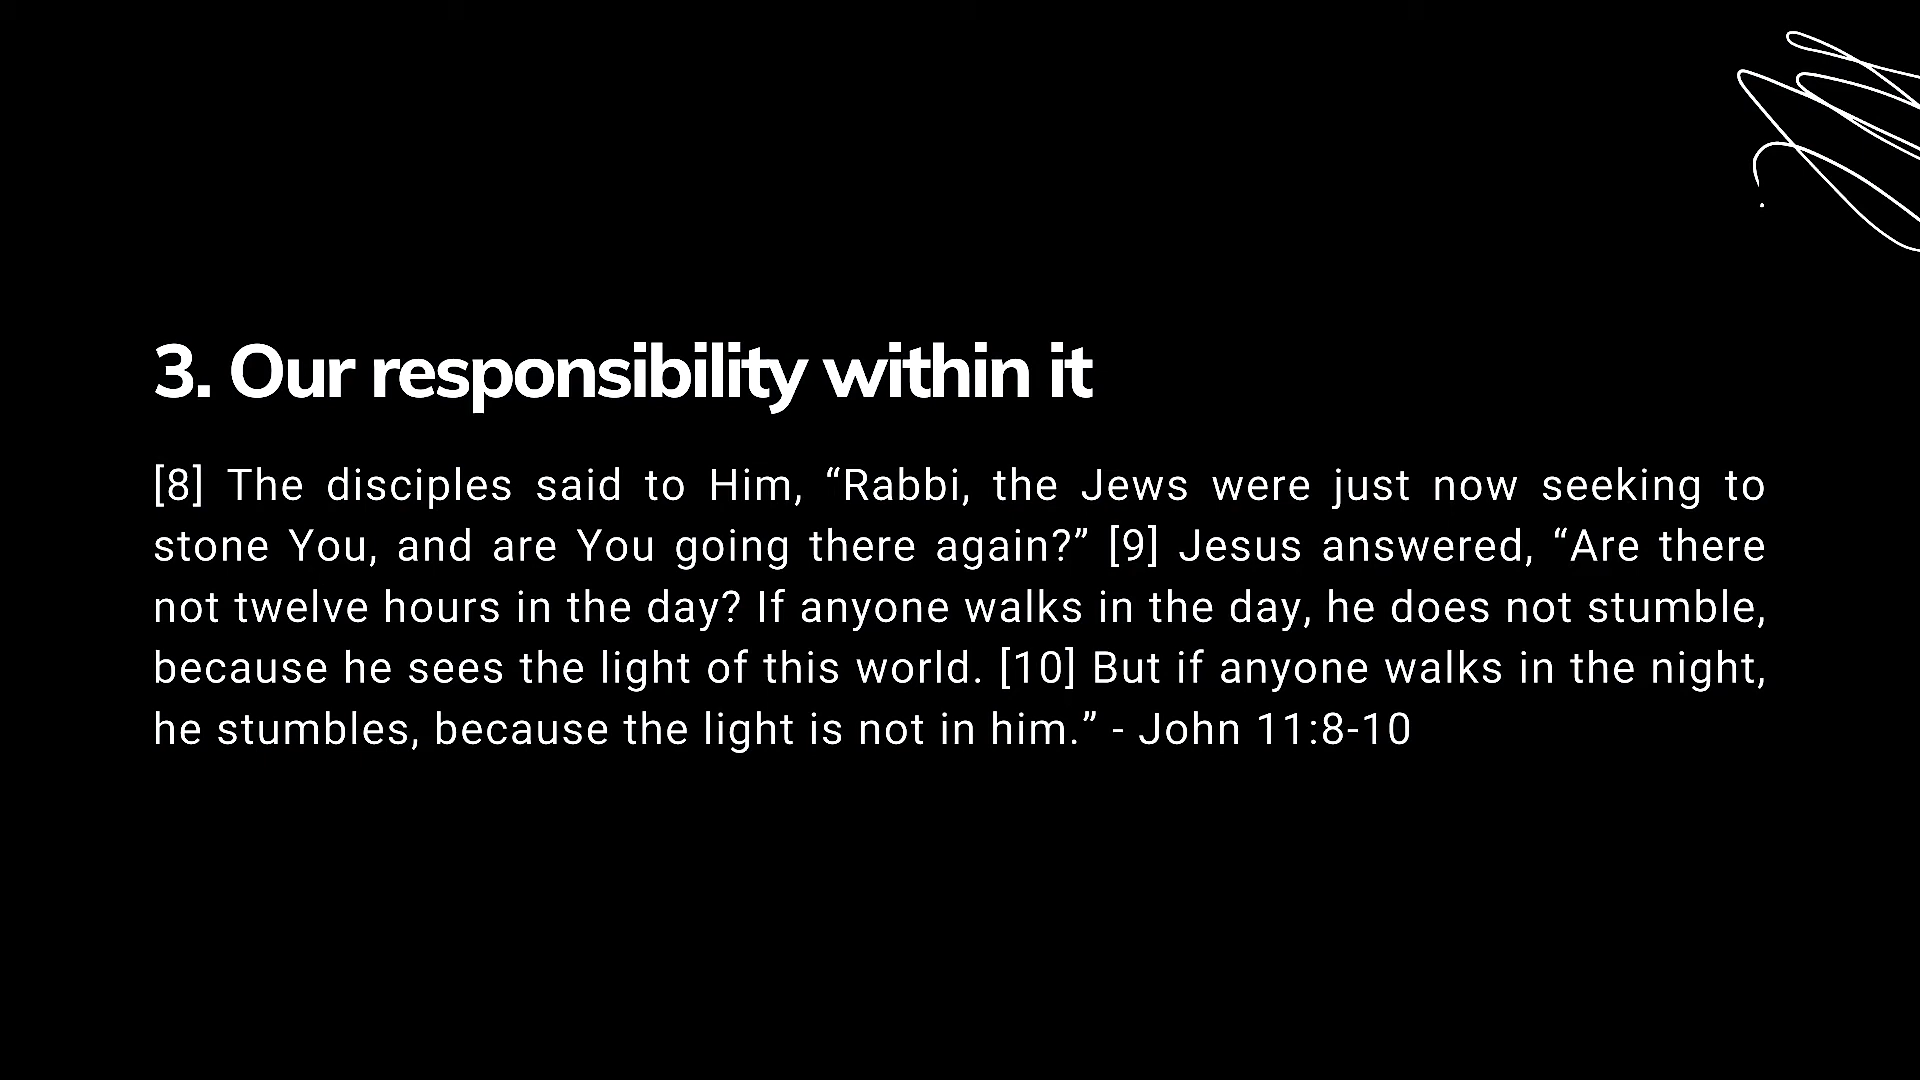 3. Our responsibility within it
[8] The disciples said to Him, “Rabbi, the Jews were just now seeking to
stone You, and are You going there again?” [9] Jesus answered, “Are there
not twelve hours in the day? If anyone walks in the day, he does not stumble,
because he sees the light of this world. [10] But if anyone walks in the night,
he stumbles, because the light is not in him.” - John 11:8-10